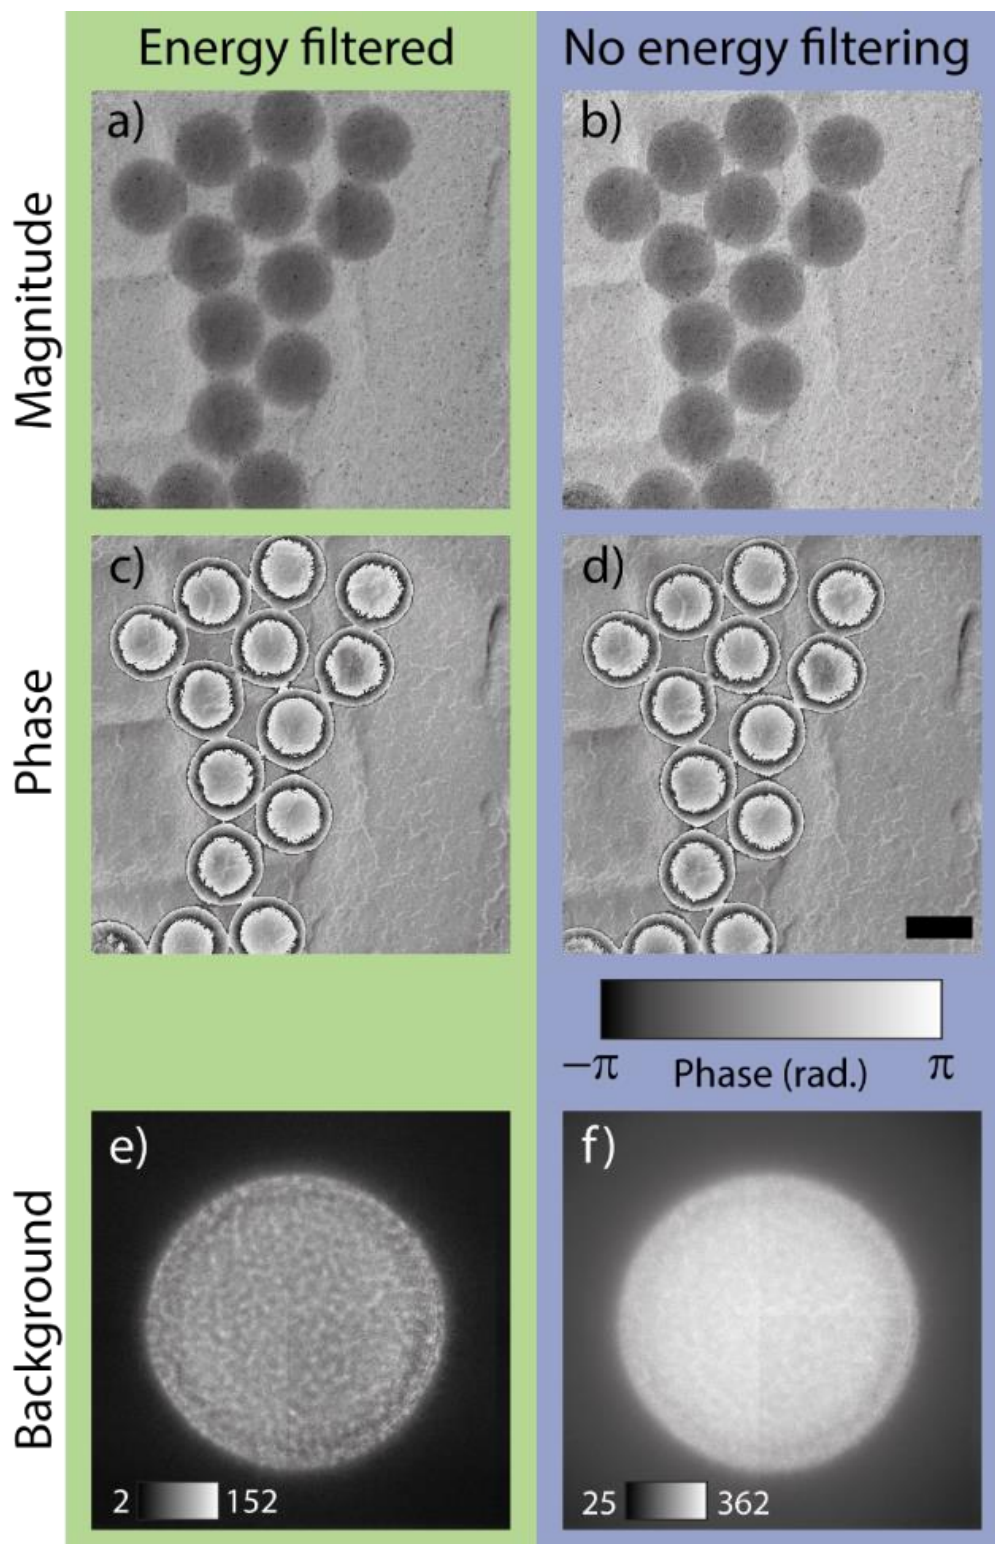 Energy filtered
No energy filtering
Magnitude
a)
b)
Phase
c)
d)
−π
Phase (rad.)
π
Background
e)
f)
2
152
25
362